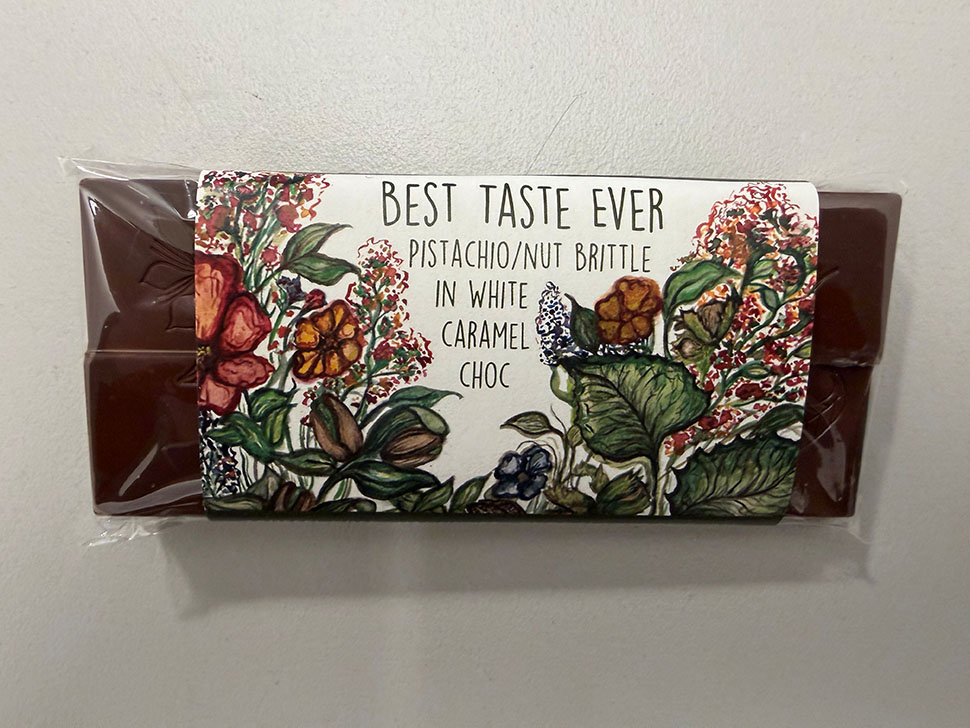 BEST TASTE EVER
PISTACHIO/NUT BRITTLE
IN WHITE
CARAMEL
CHOC